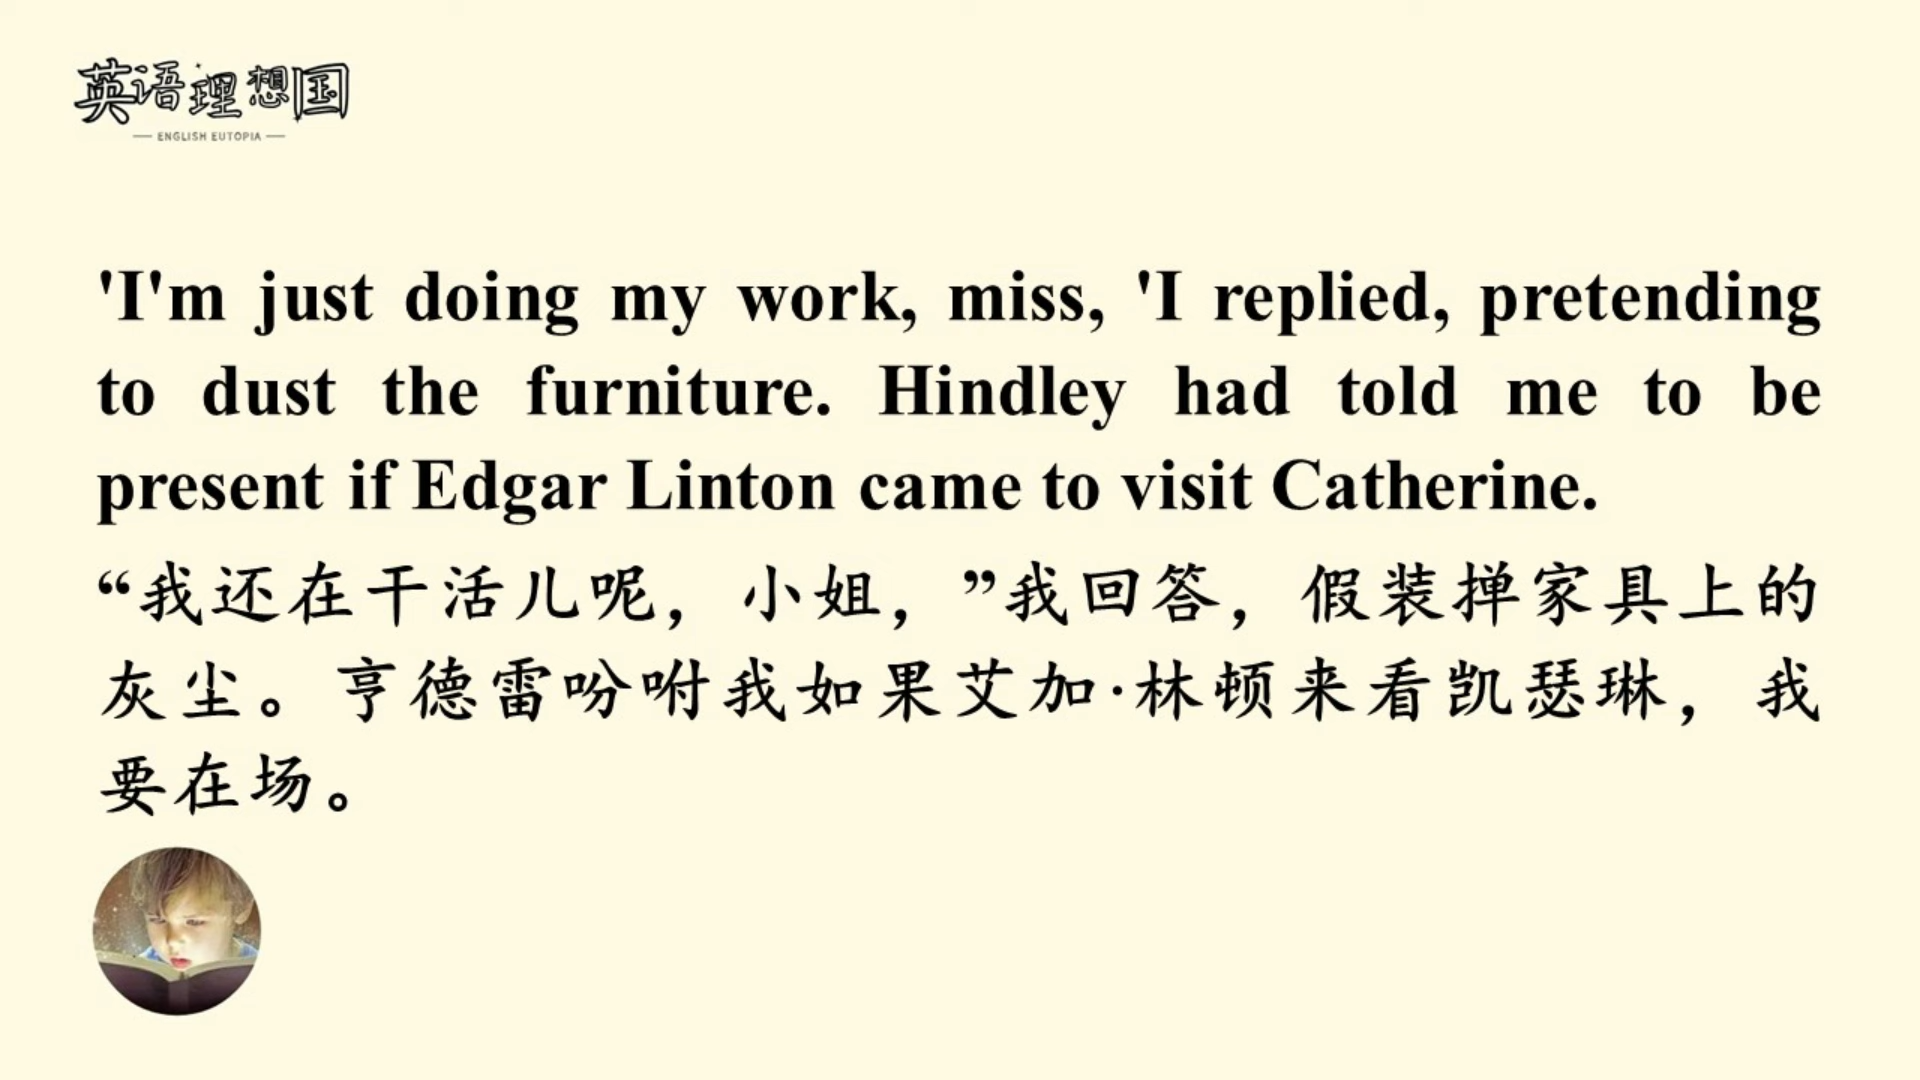 英语理想国
ENGLISH EUTOPIA
'I'm just doing my work, miss, 'I replied, pretending
to dust the furniture. Hindley had told me to be
present if Edgar Linton came to visit Catherine.
“我还在干活儿呢，小姐，”我回答，假装掸家具上的
灰尘。亨德雷吩咐我如果艾加·林顿来看凯瑟琳，我
要在场。